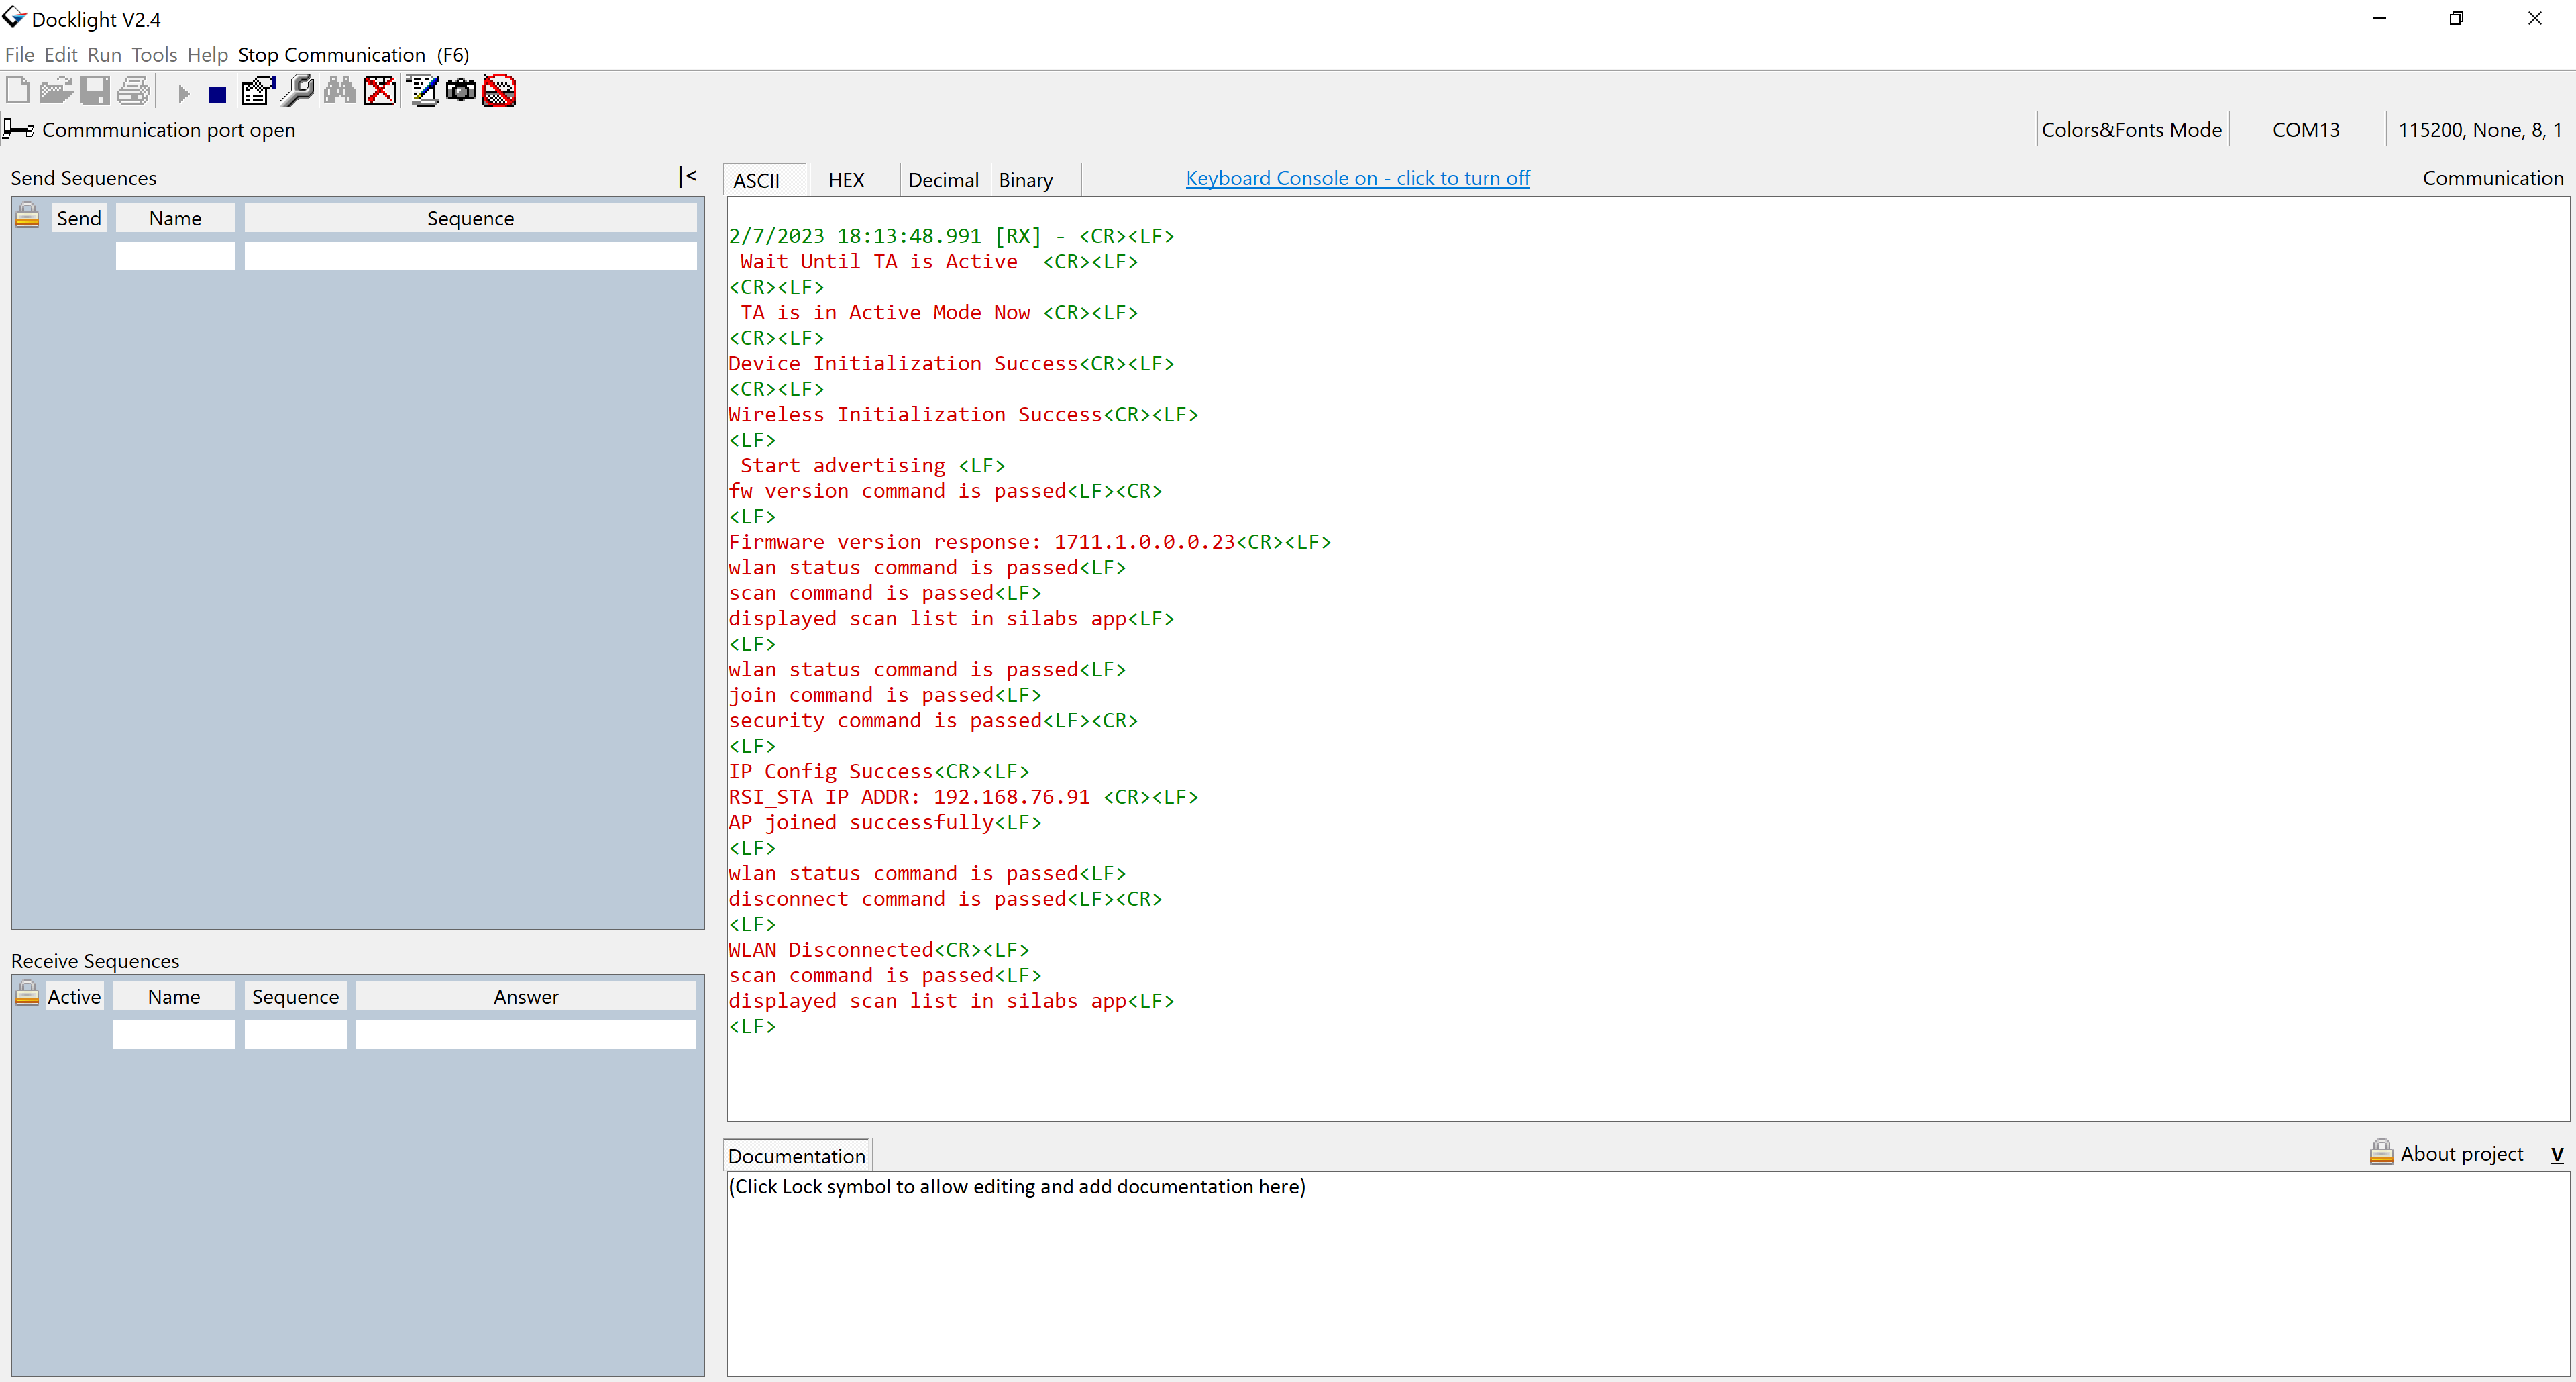 Docklight V2.4
File Edit Run Tools Help Stop Communication (F6)
Commmunication port open
Colors&Fonts Mode COM13 115200, None, 8, 1
Send Sequences |<
Send Name Sequence
Receive Sequences
Active Name Sequence Answer
ASCII HEX Decimal Binary Keyboard Console on - click to turn off Communication
2/7/2023 18:13:48.991 [RX] - <CR><LF>
Wait Until TA is Active <CR><LF>
<CR><LF>
TA is in Active Mode Now <CR><LF>
<CR><LF>
Device Initialization Success<CR><LF>
<CR><LF>
Wireless Initialization Success<CR><LF>
<LF>
Start advertising <LF>
fw version command is passed<LF><CR>
<LF>
Firmware version response: 1711.1.0.0.0.23<CR><LF>
wlan status command is passed<LF>
scan command is passed<LF>
displayed scan list in silabs app<LF>
<LF>
wlan status command is passed<LF>
join command is passed<LF>
security command is passed<LF><CR>
<LF>
IP Config Success<CR><LF>
RSI_STA IP ADDR: 192.168.76.91 <CR><LF>
AP joined successfully<LF>
<LF>
wlan status command is passed<LF>
disconnect command is passed<LF><CR>
<LF>
WLAN Disconnected<CR><LF>
scan command is passed<LF>
displayed scan list in silabs app<LF>
<LF>
Documentation About project V
(Click Lock symbol to allow editing and add documentation here)